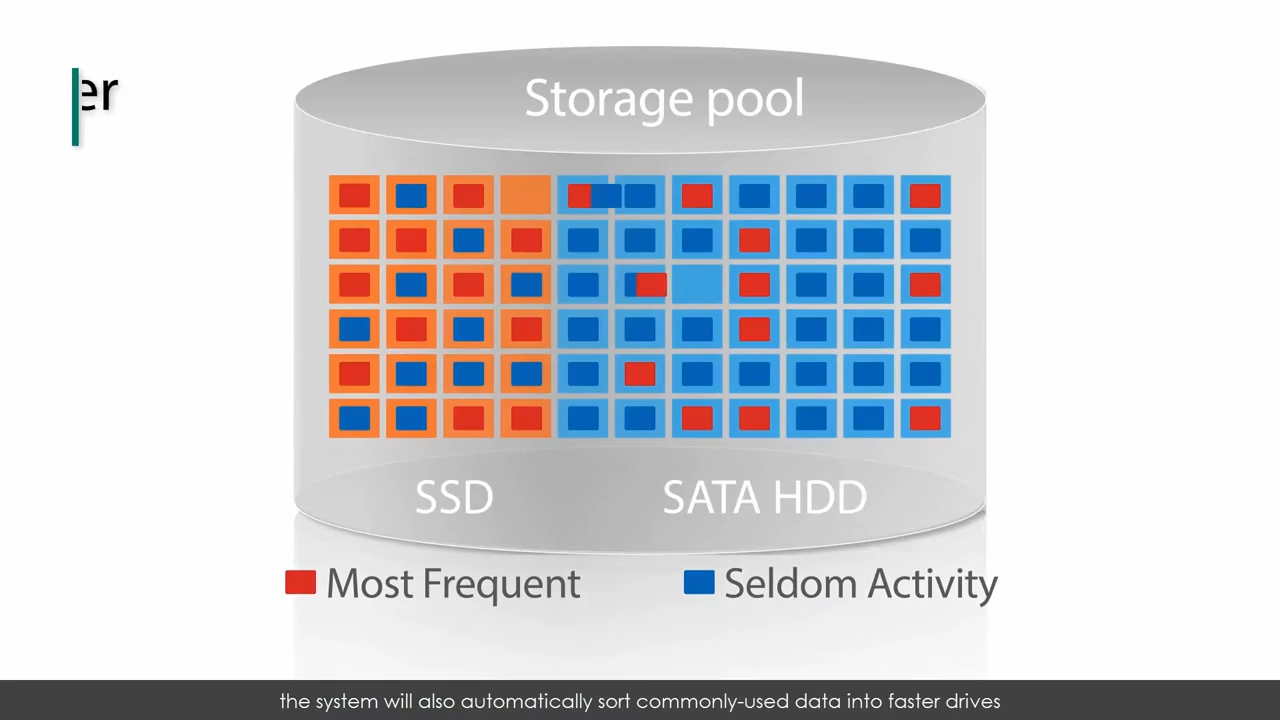 er
Storage pool
SSD
SATA HDD
Most Frequent
Seldom Activity
the system will also automatically sort commonly-used data into faster drives